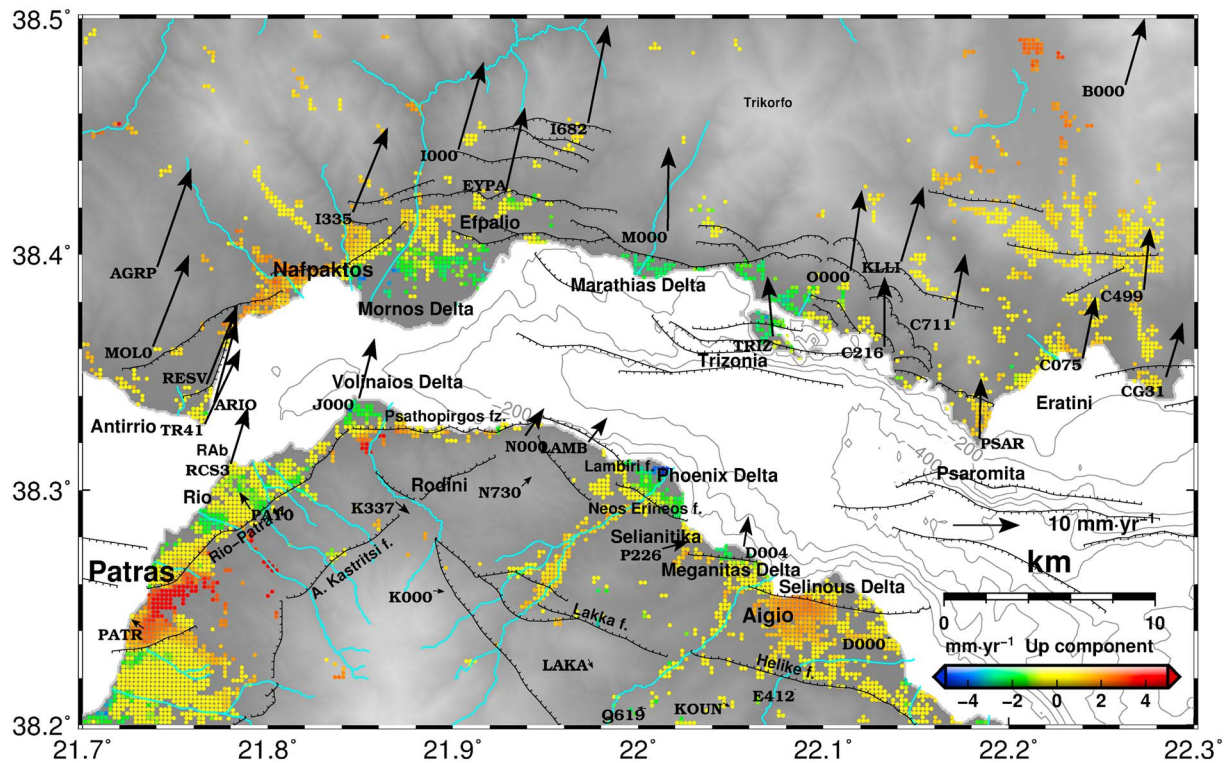 38.5°
B000
Trikorfo
I682
I000
EYPA
I335
Efpalio
M000
AGRP
Nafpaktos
38.4°
O000
KLLI
Marathias Delta
C499
Mornos Delta
C711
MOL0
TRIZ
C216
Trizonia
RESV
C075
Volinaios Delta
CG31
ARIO
J000
Eratini
Psathopirgos fz.
-200
Antirrio
TR41
RAb
N000
LAMB
-200
PSAR
RCS3
-400
Lambiri f.
Phoenix Delta
Psaromita
38.3°
Rio
Rodini
N730
PAT0
K337
Neos Erineos f.
10 mm·yr⁻¹
Rio-Patra f.
Selianitika
P226
D004
A. Kastritsi f.
Meganitas Delta
km
Patras
Selinous Delta
K000
0
10
Lakka f.
Aigio
PATR
D000
mm·yr⁻¹ Up component
LAKA
Helike f.
E412
KOUN
Q619
−4
−2
0
2
4
38.2°
21.7°
21.8°
21.9°
22°
22.1°
22.2°
22.3°